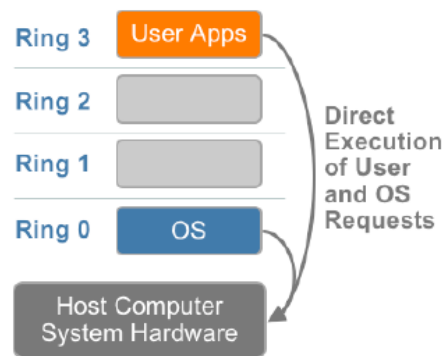 Ring 3
User Apps
Ring 2
Ring 1
Direct
Execution
of User
and OS
Requests
Ring 0
OS
Host Computer
System Hardware